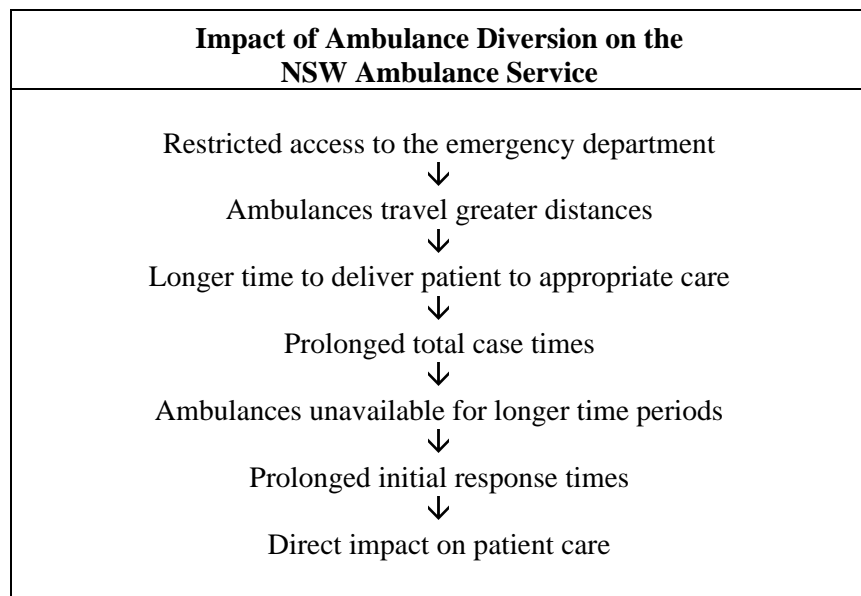 Impact of Ambulance Diversion on the
NSW Ambulance Service
Restricted access to the emergency department
↓
Ambulances travel greater distances
↓
Longer time to deliver patient to appropriate care
↓
Prolonged total case times
↓
Ambulances unavailable for longer time periods
↓
Prolonged initial response times
↓
Direct impact on patient care